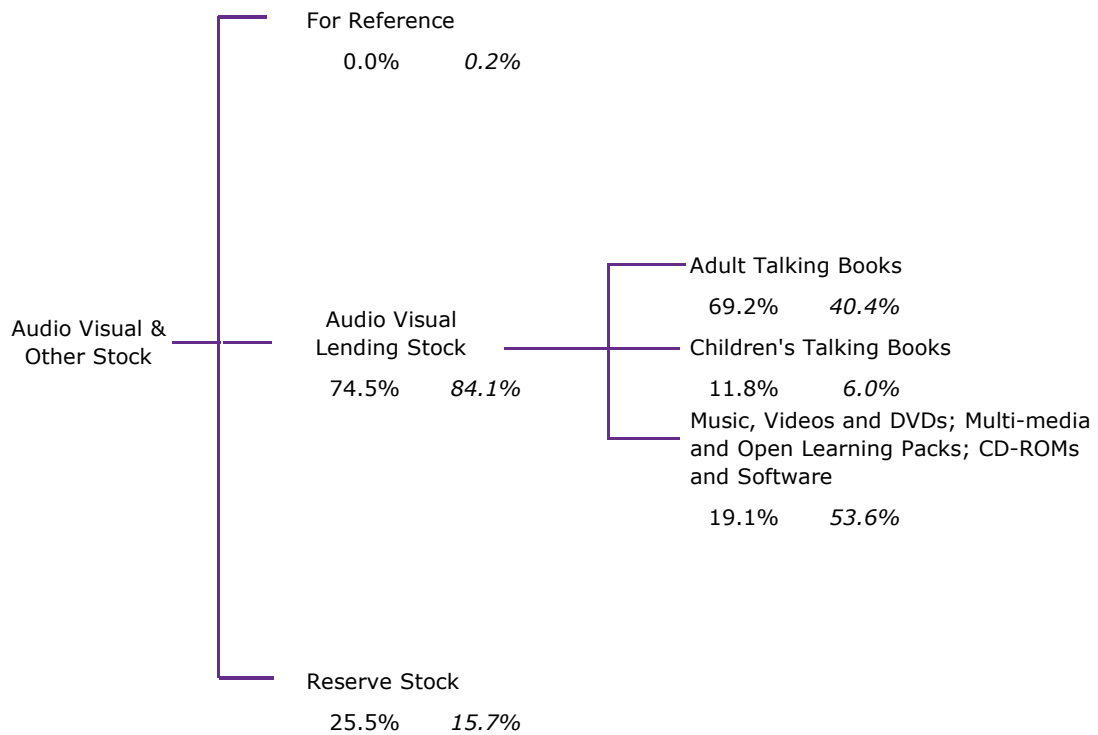 For Reference
0.0% 0.2%
Audio Visual &
Other Stock
Audio Visual
Lending Stock
74.5% 84.1%
Adult Talking Books
69.2% 40.4%
Children's Talking Books
11.8% 6.0%
Music, Videos and DVDs; Multi-media
and Open Learning Packs; CD-ROMs
and Software
19.1% 53.6%
Reserve Stock
25.5% 15.7%